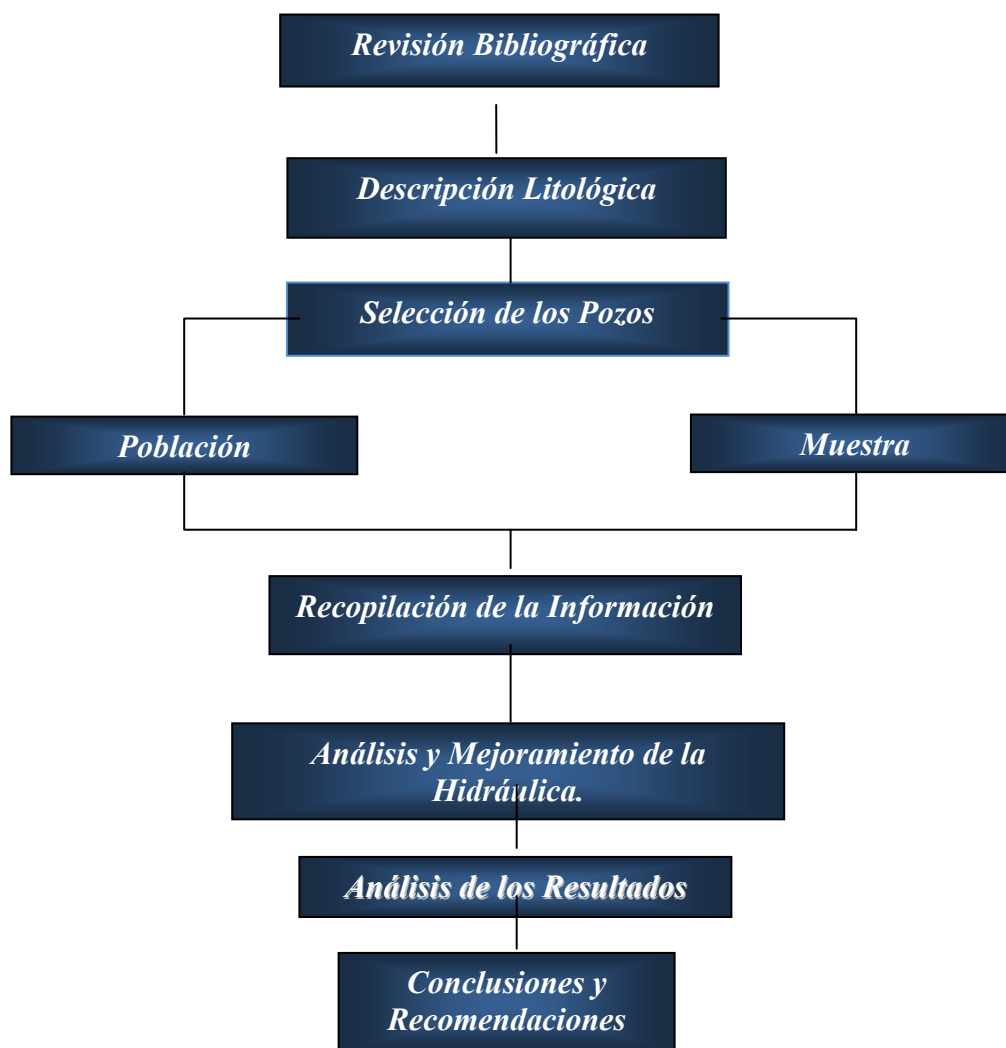 Revisión Bibliográfica
Descripción Litológica
Selección de los Pozos
Población
Muestra
Recopilación de la Información
Análisis y Mejoramiento de la
Hidráulica.
Análisis de los Resultados
Conclusiones y
Recomendaciones